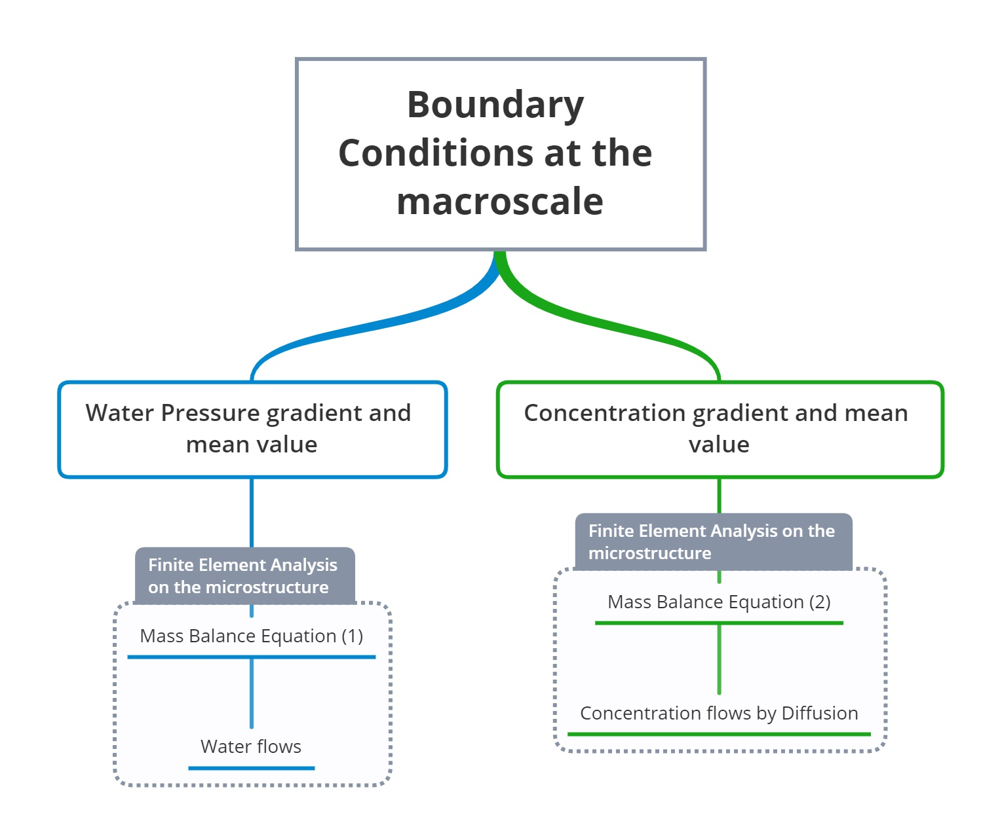 Boundary
Conditions at the
macroscale
Water Pressure gradient and
mean value
Concentration gradient and mean
value
Finite Element Analysis
on the microstructure
Mass Balance Equation (1)
Water flows
Finite Element Analysis on the
microstructure
Mass Balance Equation (2)
Concentration flows by Diffusion